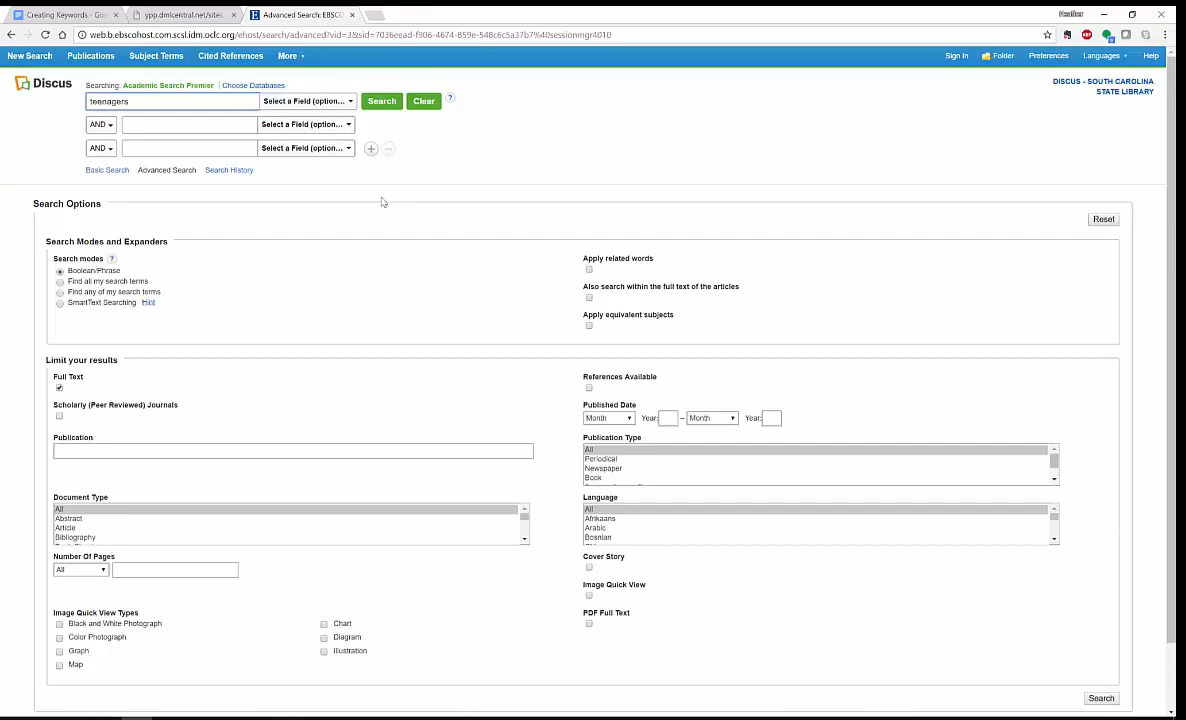 Creating Keywords - Goo
ypp.dmlcentral.net/sites
Advanced Search: EBSCO
Heather
web.b.ebscohost.com.scsl.idm.oclc.org/ehost/search/advanced?vid=3&sid=7036eead-f906-4674-859e-548c6c5a37b7%40sessionmgr4010
New Search Publications Subject Terms Cited References More
Sign In Folder Preferences Languages Help
Discus
Searching: Academic Search Premier Choose Databases
DISCUS - SOUTH CAROLINA
STATE LIBRARY
teenagers Select a Field (option... Search Clear ?
AND Select a Field (option...
AND Select a Field (option...
Basic Search Advanced Search Search History
Search Options
Reset
Search Modes and Expanders
Search modes ?
Boolean/Phrase
Find all my search terms
Find any of my search terms
SmartText Searching Hint
Apply related words
Also search within the full text of the articles
Apply equivalent subjects
Limit your results
Full Text
References Available
Scholarly (Peer Reviewed) Journals
Published Date
Month Year: – Month Year:
Publication
Publication Type
All
Periodical
Newspaper
Book
Document Type
All
Abstract
Article
Bibliography
Language
All
Afrikaans
Arabic
Bosnian
Number Of Pages
All
Cover Story
Image Quick View
Image Quick View Types
Black and White Photograph
Color Photograph
Graph
Map
Chart
Diagram
Illustration
PDF Full Text
Search